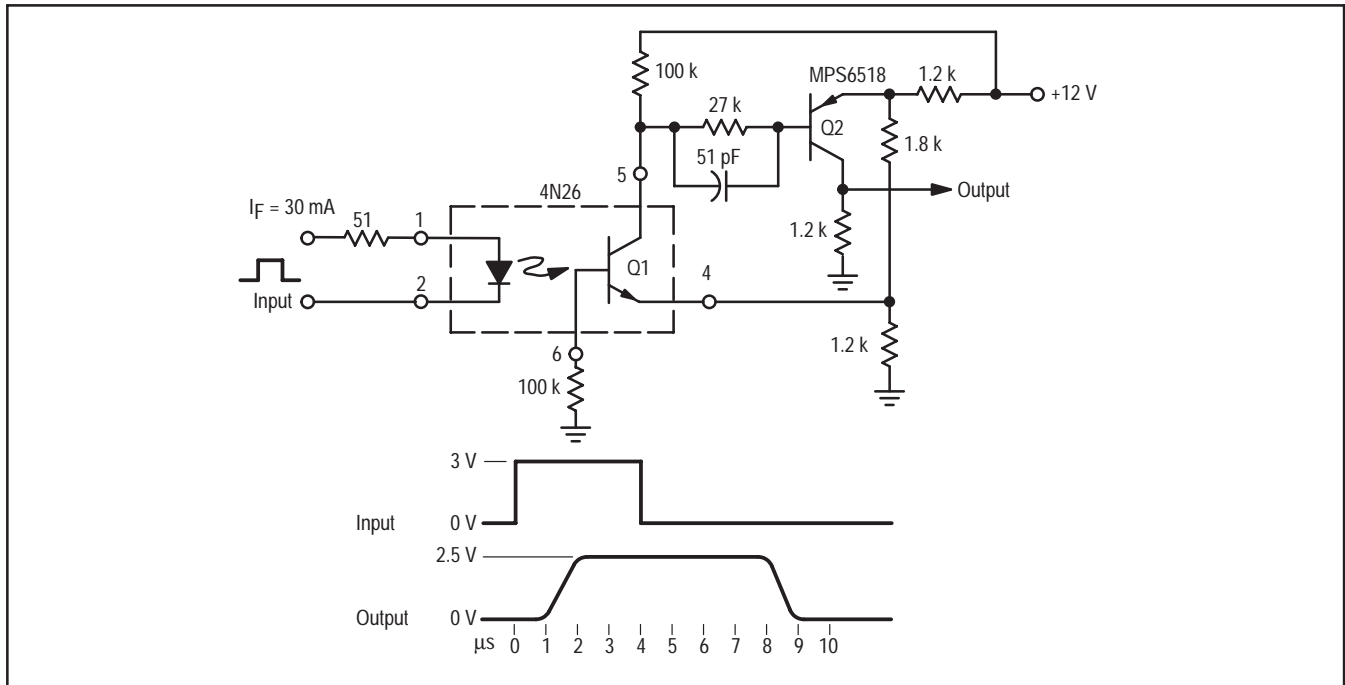 100 k
MPS6518
1.2 k
+12 V
27 k
Q2
1.8 k
51 pF
5
4N26
Output
IF = 30 mA
51
1
1.2 k
Q1
4
2
Input
1.2 k
6
100 k
3 V
Input
0 V
2.5 V
Output
0 V
µs 0 1 2 3 4 5 6 7 8 9 10